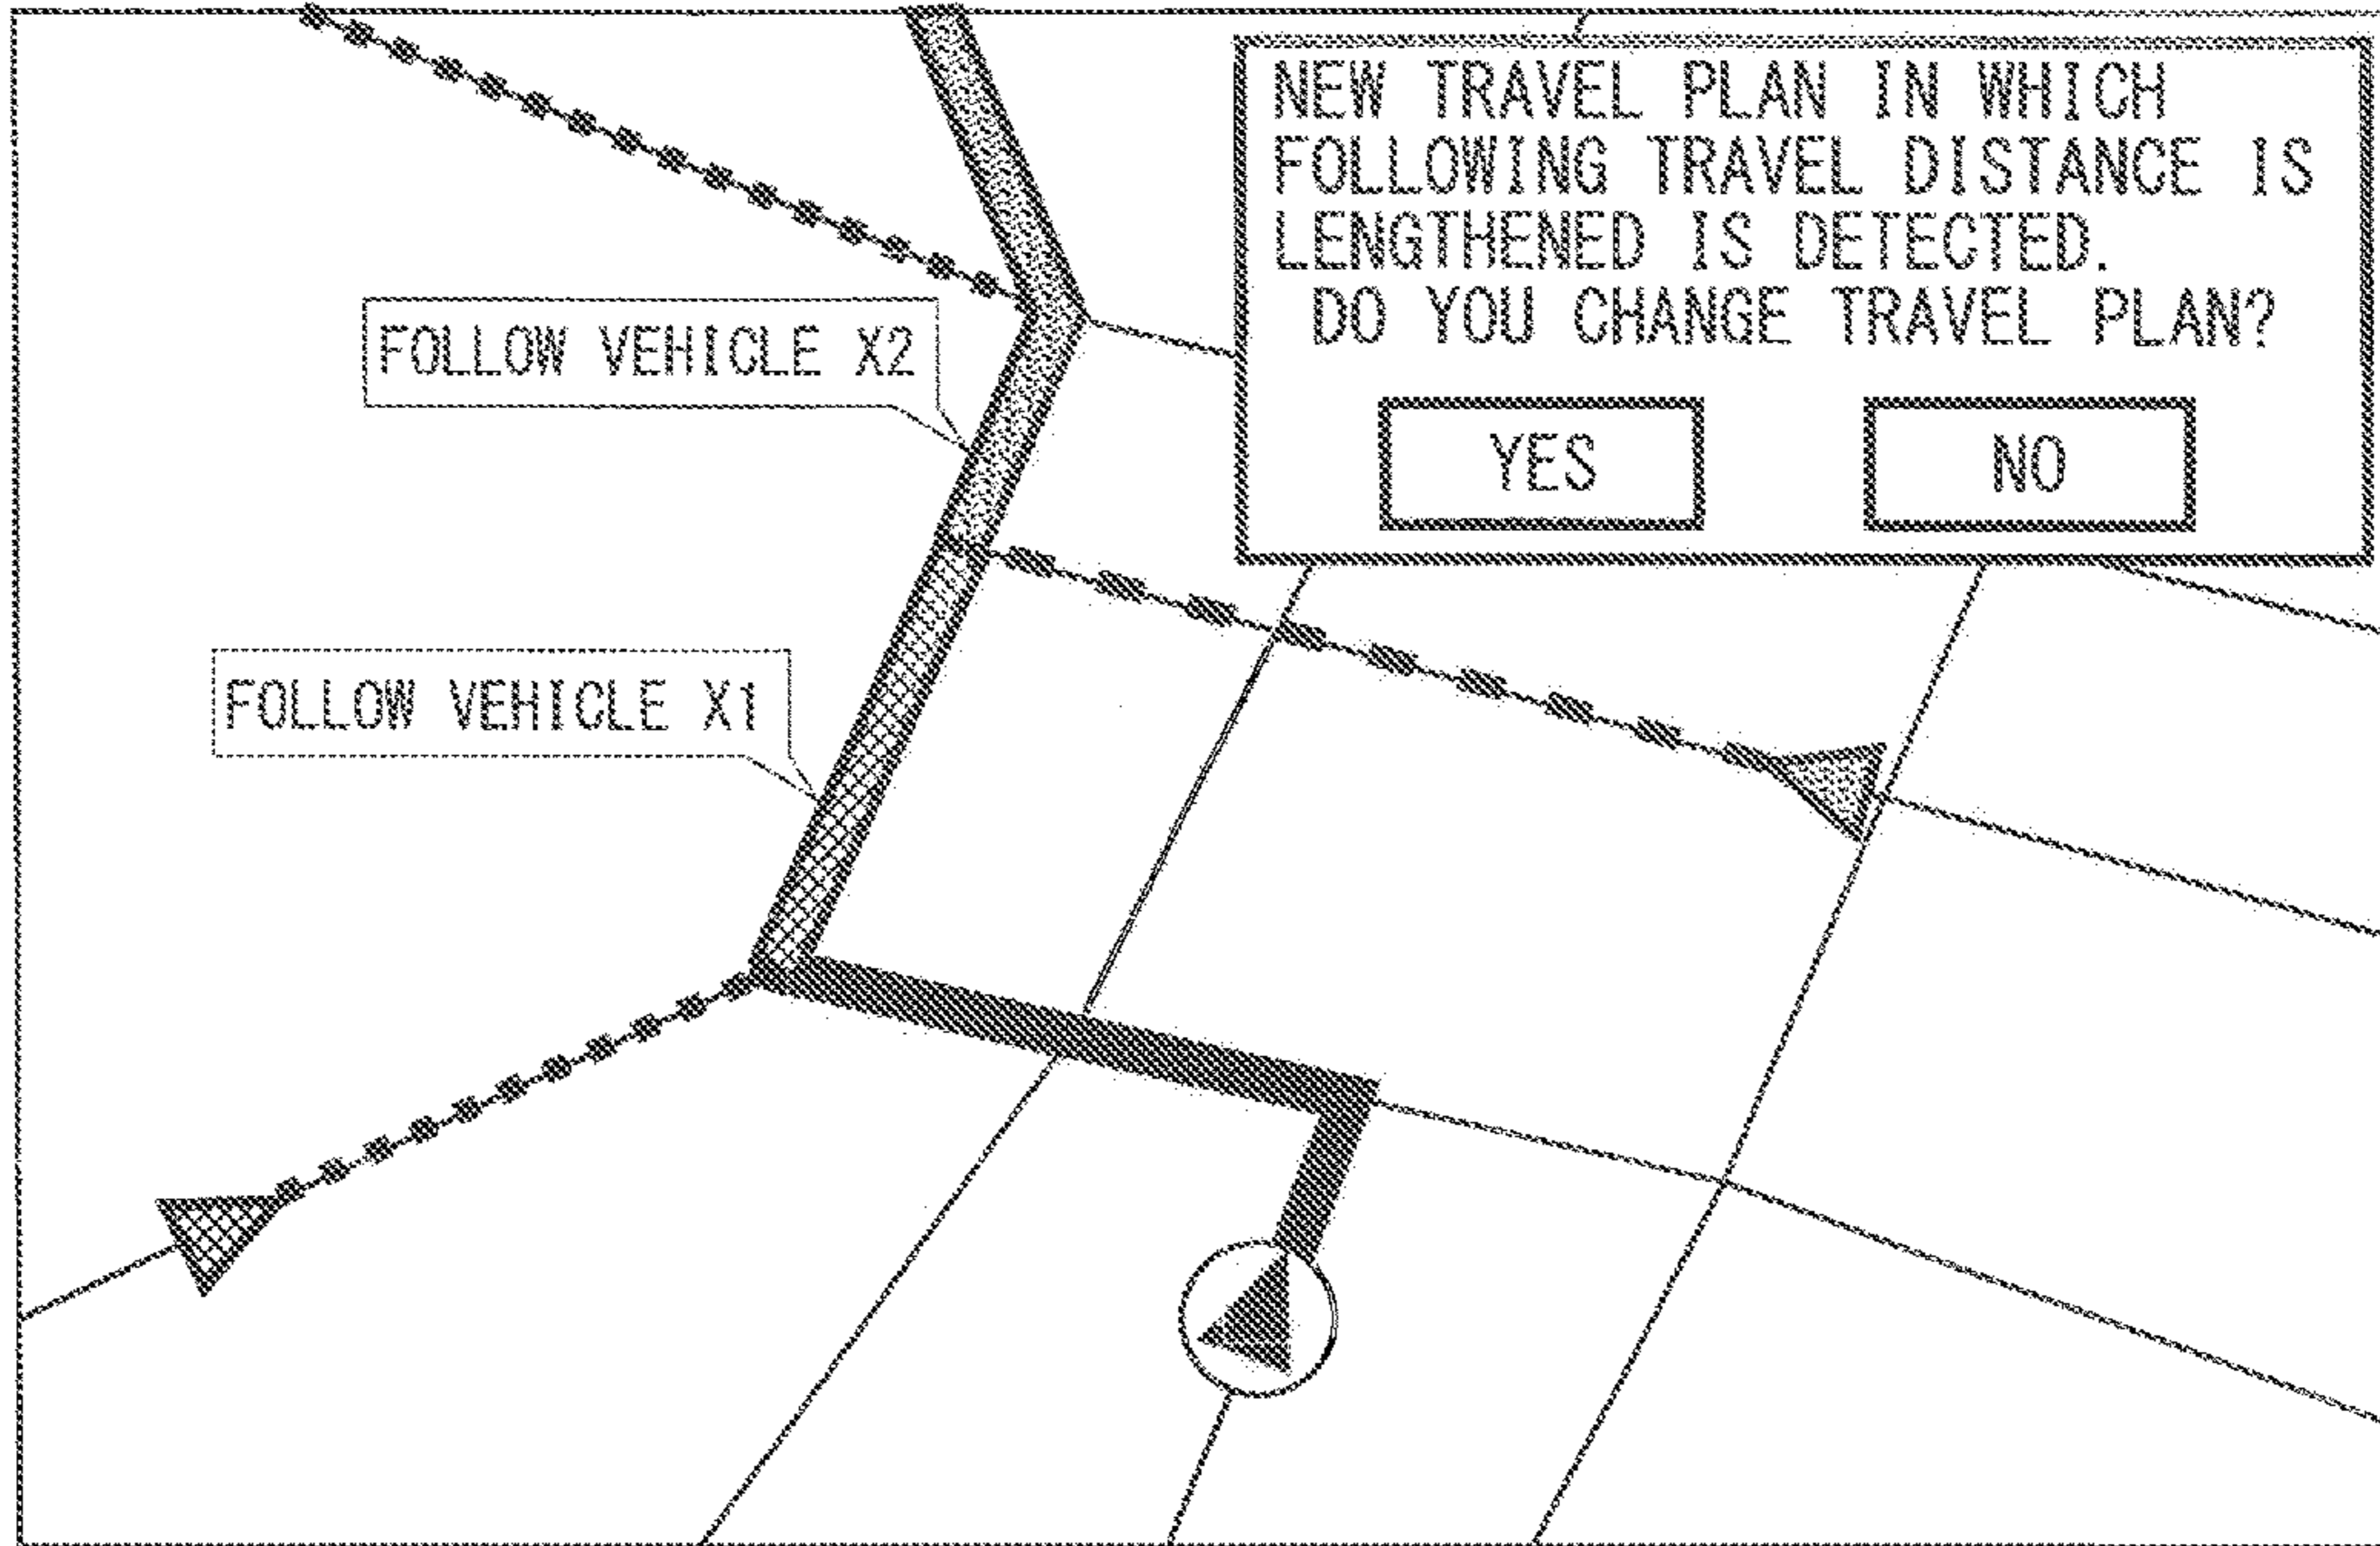 NEW TRAVEL PLAN IN WHICH
FOLLOWING TRAVEL DISTANCE IS
LENGTHENED IS DETECTED.
DO YOU CHANGE TRAVEL PLAN?
YES NO
FOLLOW VEHICLE X2
FOLLOW VEHICLE X1